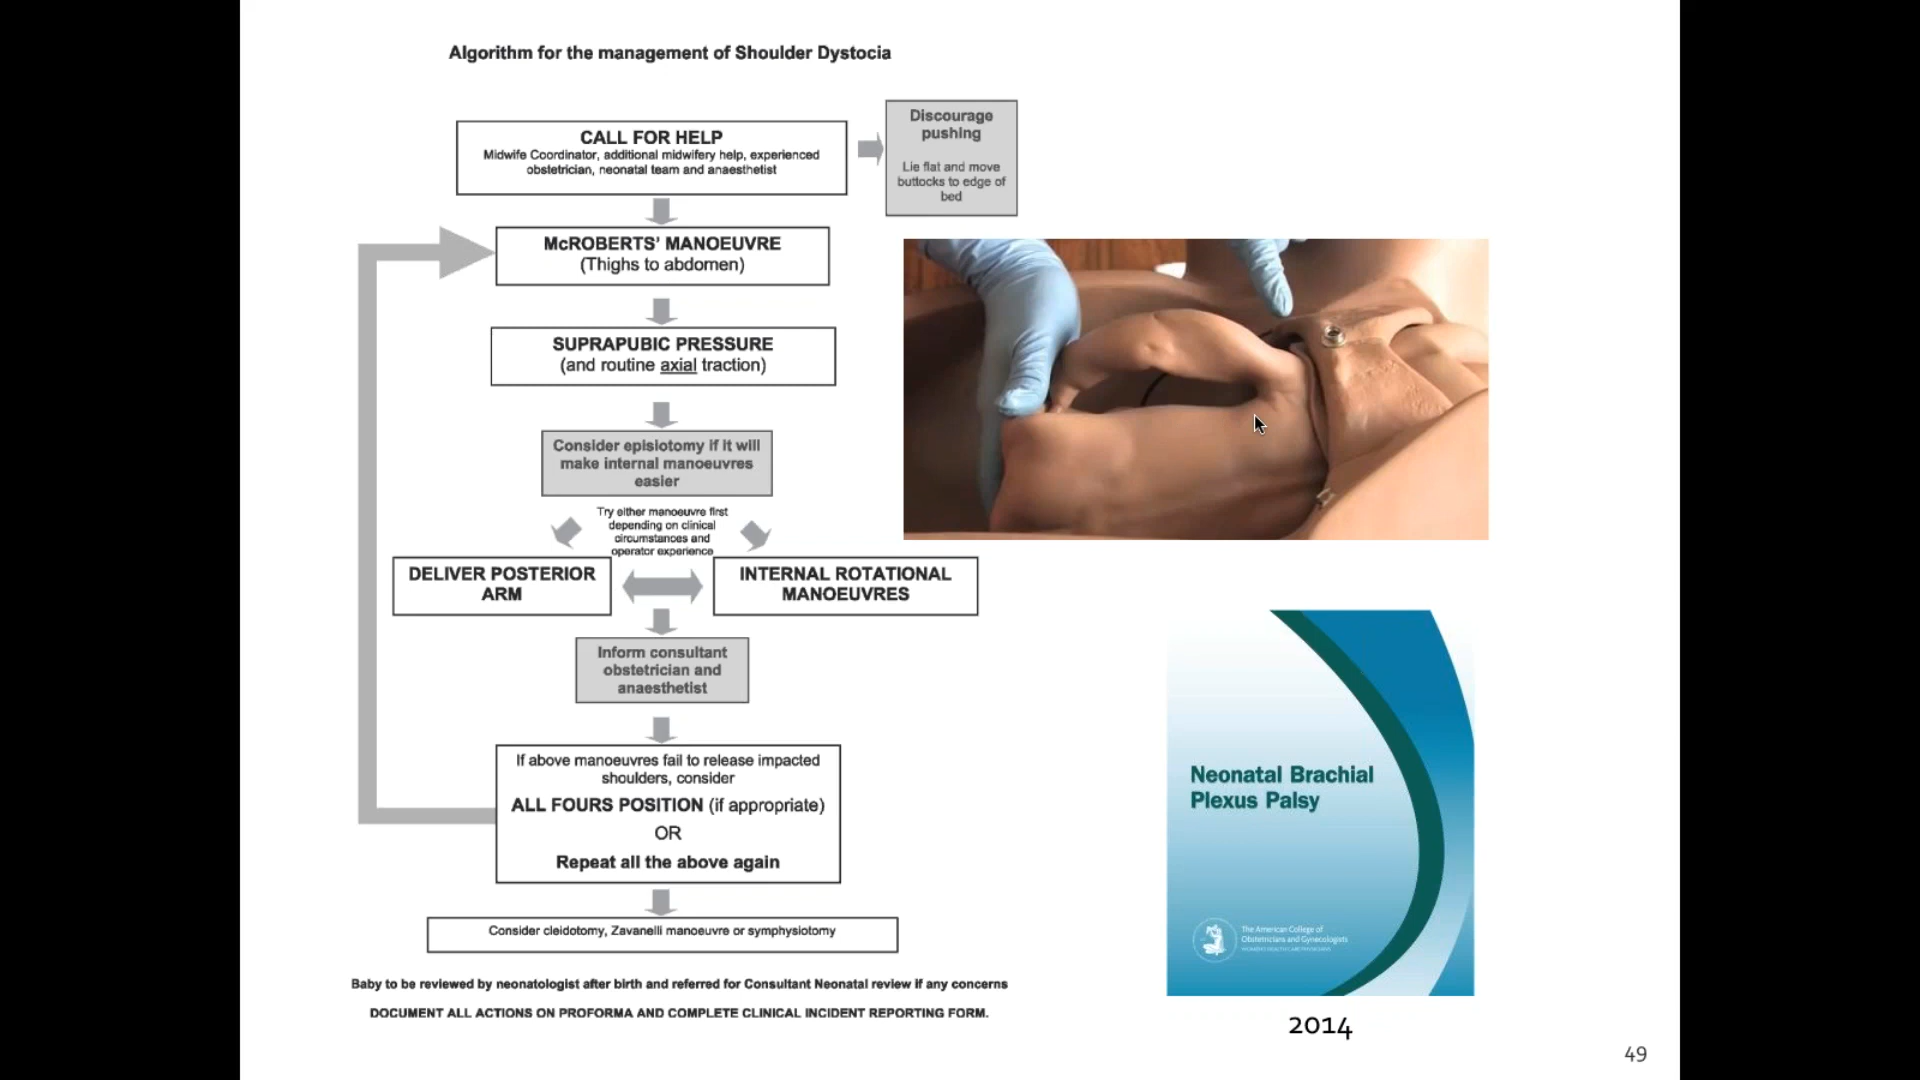 Algorithm for the management of Shoulder Dystocia
CALL FOR HELP
Midwife Coordinator, additional midwifery help, experienced
obstetrician, neonatal team and anaesthetist
Discourage
pushing
Lie flat and move
buttocks to edge of
bed
McROBERTS' MANOEUVRE
(Thighs to abdomen)
SUPRAPUBIC PRESSURE
(and routine axial traction)
Consider episiotomy if it will
make internal manoeuvres
easier
Try either manoeuvre first
depending on clinical
circumstances and
operator experience
DELIVER POSTERIOR
ARM
INTERNAL ROTATIONAL
MANOEUVRES
Inform consultant
obstetrician and
anaesthetist
If above manoeuvres fail to release impacted
shoulders, consider
ALL FOURS POSITION (if appropriate)
OR
Repeat all the above again
Consider cleidotomy, Zavanelli manoeuvre or symphysiotomy
Baby to be reviewed by neonatologist after birth and referred for Consultant Neonatal review if any concerns
DOCUMENT ALL ACTIONS ON PROFORMA AND COMPLETE CLINICAL INCIDENT REPORTING FORM.
Neonatal Brachial
Plexus Palsy
The American College of
Obstetricians and Gynecologists
WOMEN'S HEALTH CARE PHYSICIANS
2014
49